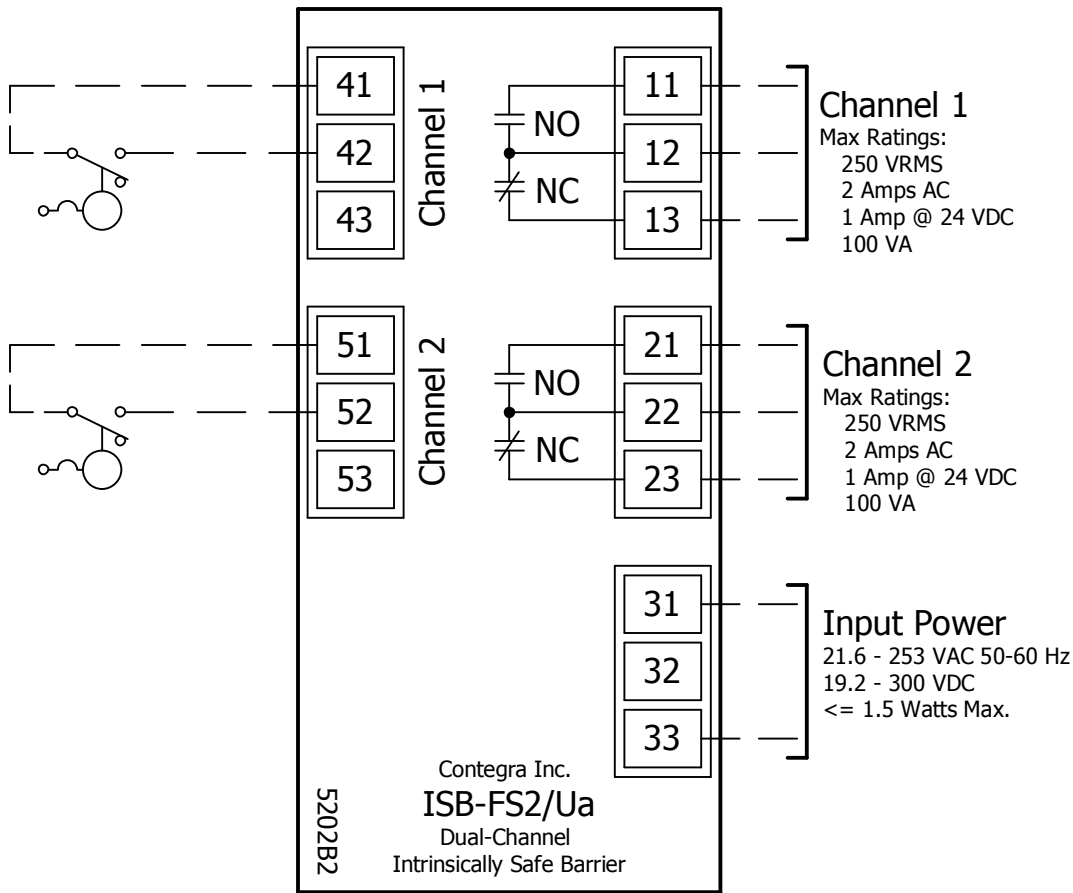 41
42
43
Channel 1
NO
NC
11
12
13
Channel 1
Max Ratings:
250 VRMS
2 Amps AC
1 Amp @ 24 VDC
100 VA
51
52
53
Channel 2
NO
NC
21
22
23
Channel 2
Max Ratings:
250 VRMS
2 Amps AC
1 Amp @ 24 VDC
100 VA
31
32
33
Input Power
21.6 - 253 VAC 50-60 Hz
19.2 - 300 VDC
<= 1.5 Watts Max.
5202B2
Contegra Inc.
ISB-FS2/Ua
Dual-Channel
Intrinsically Safe Barrier